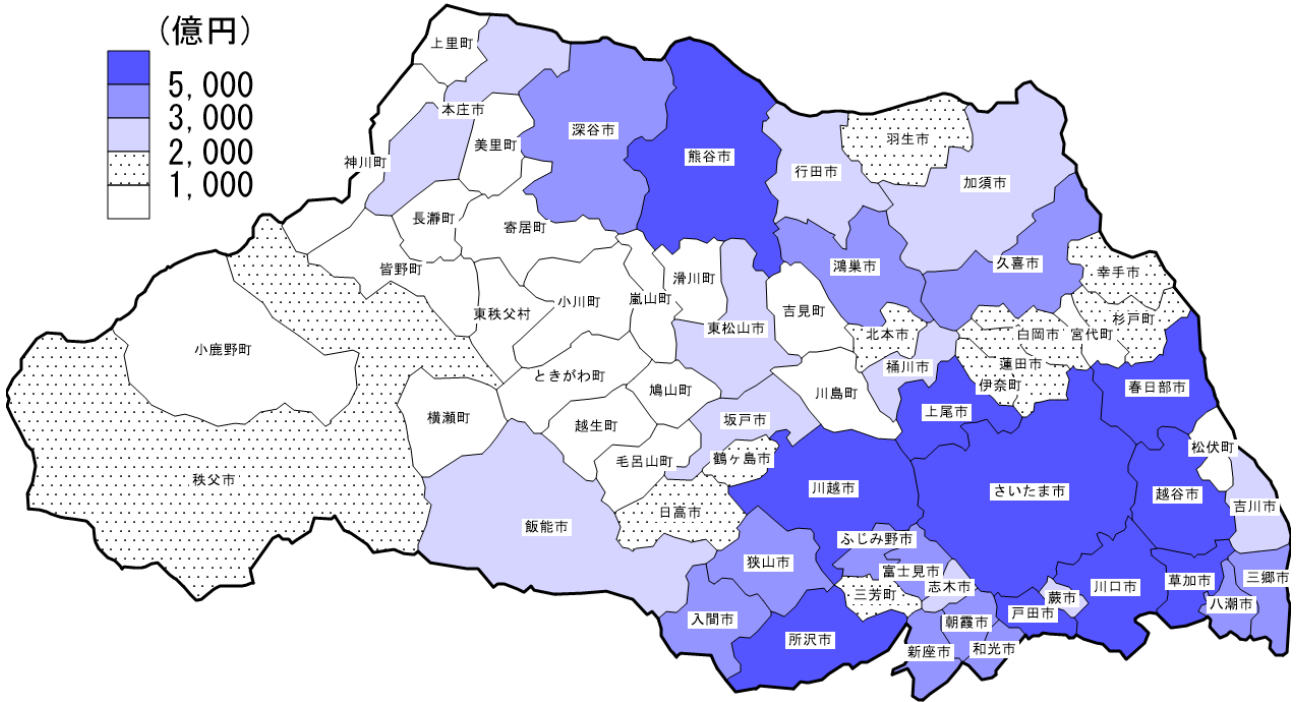 (億円)
5,000
3,000
2,000
1,000
上里町
本庄市
美里町
神川町
深谷市
熊谷市
行田市
羽生市
加須市
長瀞町
寄居町
皆野町
東秩父村
小川町
嵐山町
滑川町
東松山市
吉見町
鴻巣市
久喜市
幸手市
杉戸町
宮代町
白岡市
蓮田市
伊奈町
北本市
桶川市
小鹿野町
秩父市
横瀬町
ときがわ町
鳩山町
越生町
毛呂山町
坂戸市
鶴ヶ島市
川島町
上尾市
春日部市
松伏町
飯能市
日高市
川越市
さいたま市
越谷市
吉川市
狭山市
ふじみ野市
富士見市
志木市
三芳町
入間市
所沢市
新座市
朝霞市
和光市
戸田市
蕨市
川口市
草加市
八潮市
三郷市